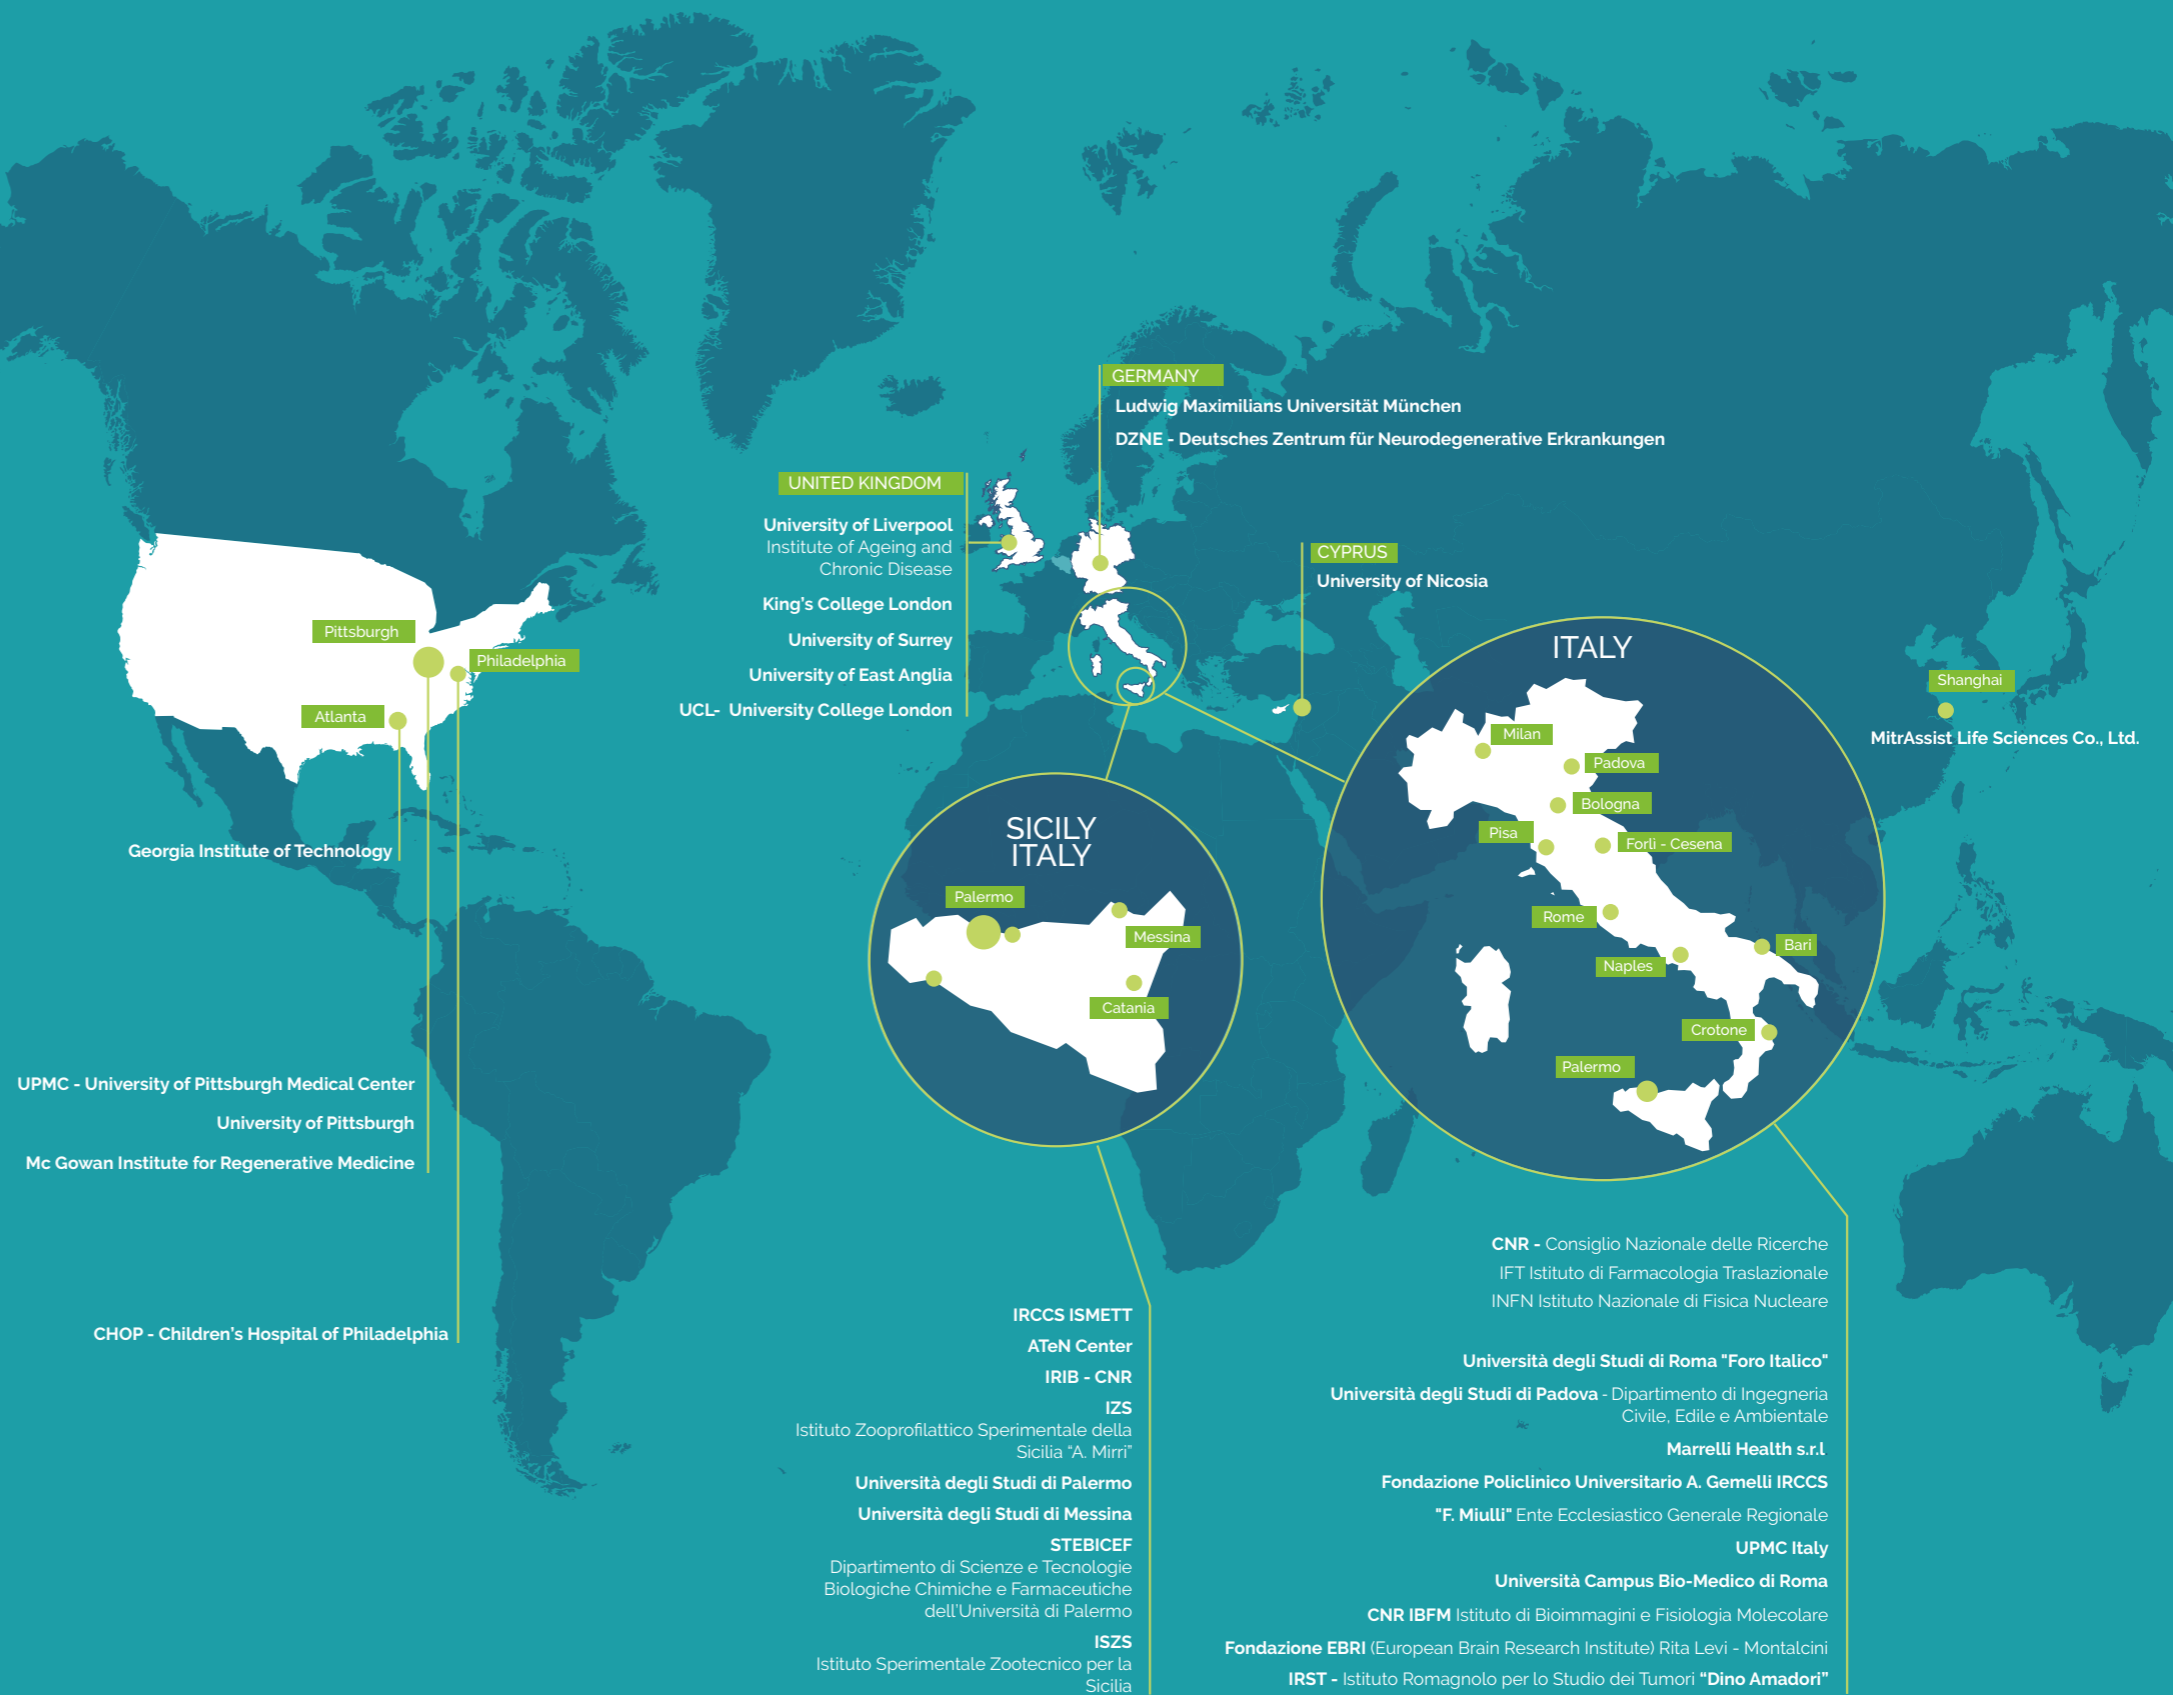 GERMANY
Ludwig Maximilians Universität München
DZNE - Deutsches Zentrum für Neurodegenerative Erkrankungen
UNITED KINGDOM
University of Liverpool
Institute of Ageing and
Chronic Disease
King's College London
University of Surrey
University of East Anglia
UCL- University College London
CYPRUS
University of Nicosia
Pittsburgh
Philadelphia
Atlanta
Georgia Institute of Technology
UPMC - University of Pittsburgh Medical Center
University of Pittsburgh
Mc Gowan Institute for Regenerative Medicine
CHOP - Children's Hospital of Philadelphia
Shanghai
MitrAssist Life Sciences Co., Ltd.
SICILY
ITALY
Palermo
Messina
Catania
IRCCS ISMETT
ATeN Center
IRIB - CNR
IZS
Istituto Zooprofilattico Sperimentale della
Sicilia “A. Mirri”
Università degli Studi di Palermo
Università degli Studi di Messina
STEBICEF
Dipartimento di Scienze e Tecnologie
Biologiche Chimiche e Farmaceutiche
dell'Università di Palermo
ISZS
Istituto Sperimentale Zootecnico per la
Sicilia
ITALY
Milan
Padova
Bologna
Pisa
Forli - Cesena
Rome
Bari
Naples
Crotone
Palermo
CNR - Consiglio Nazionale delle Ricerche
IFT Istituto di Farmacologia Traslazionale
INFN Istituto Nazionale di Fisica Nucleare
Università degli Studi di Roma "Foro Italico"
Università degli Studi di Padova - Dipartimento di Ingegneria
Civile, Edile e Ambientale
Marrelli Health s.r.l
Fondazione Policlinico Universitario A. Gemelli IRCCS
"F. Miulli" Ente Ecclesiastico Generale Regionale
UPMC Italy
Università Campus Bio-Medico di Roma
CNR IBFM Istituto di Bioimmagini e Fisiologia Molecolare
Fondazione EBRI (European Brain Research Institute) Rita Levi - Montalcini
IRST - Istituto Romagnolo per lo Studio dei Tumori “Dino Amadori”